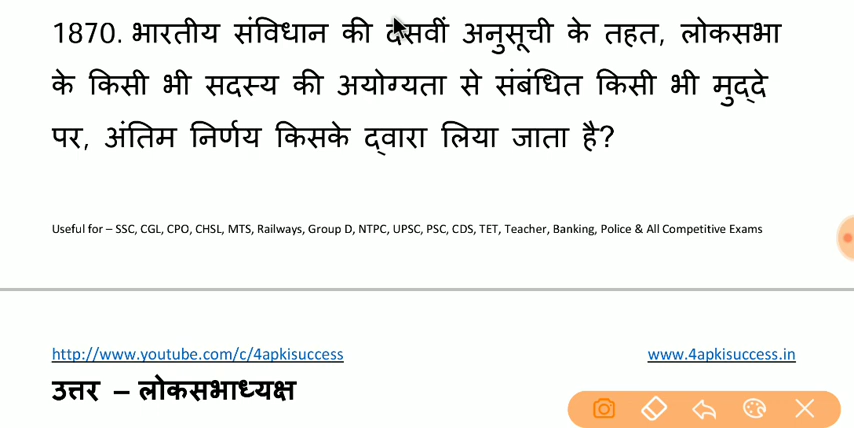 1870. भारतीय संविधान की दसवीं अनुसूची के तहत, लोकसभा
के किसी भी सदस्य की अयोग्यता से संबंधित किसी भी मुद्दे
पर, अंतिम निर्णय किसके द्वारा लिया जाता है?
Useful for – SSC, CGL, CPO, CHSL, MTS, Railways, Group D, NTPC, UPSC, PSC, CDS, TET, Teacher, Banking, Police & All Competitive Exams
http://www.youtube.com/c/4apkisuccess www.4apkisuccess.in
उत्तर – लोकसभाध्यक्ष